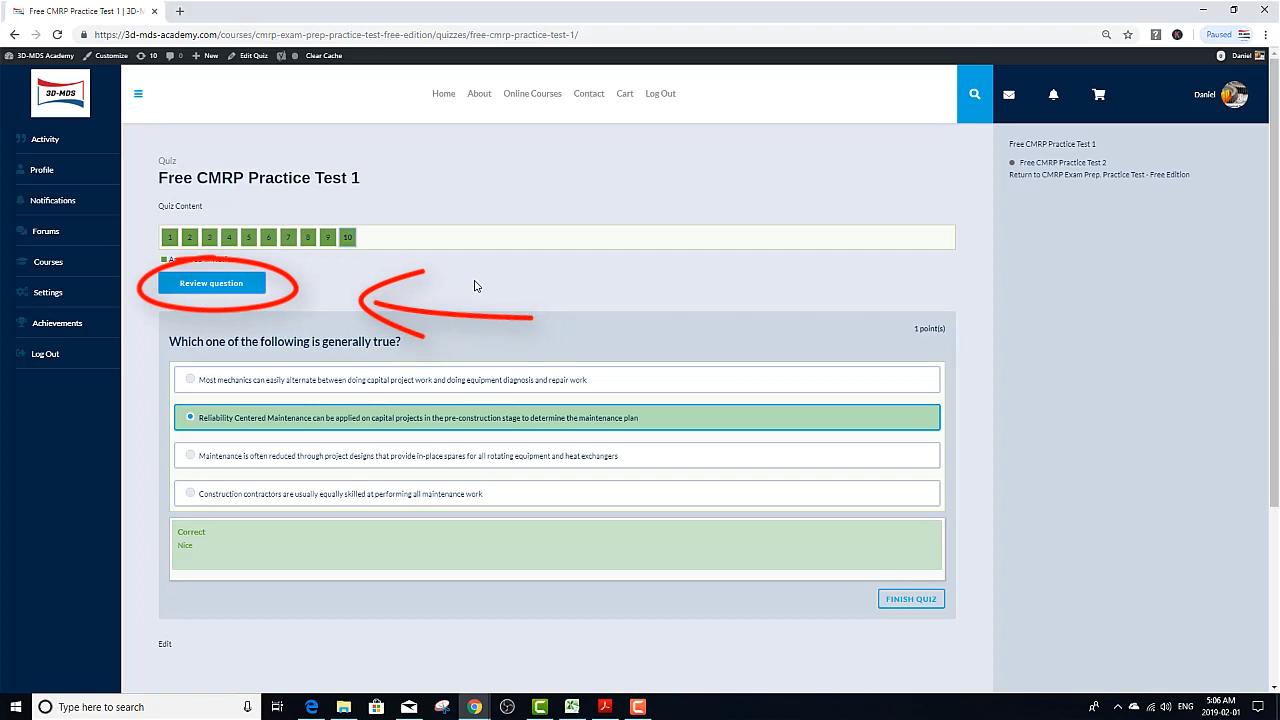 Free CMRP Practice Test 1 | 3D-M
https://3d-mds-academy.com/courses/cmrp-exam-prep-practice-test-free-edition/quizzes/free-cmrp-practice-test-1/
Paused
3D-MDS Academy Customize 10 0 New Edit Quiz Clear Cache 0 Daniel
3D-MDS
Home About Online Courses Contact Cart Log Out
Daniel
Activity
Profile
Notifications
Forums
Courses
Settings
Achievements
Log Out
Quiz
Free CMRP Practice Test 1
Quiz Content
1 2 3 4 5 6 7 8 9 10
Review question
1 point(s)
Which one of the following is generally true?
Most mechanics can easily alternate between doing capital project work and doing equipment diagnosis and repair work
Reliability Centered Maintenance can be applied on capital projects in the pre-construction stage to determine the maintenance plan
Maintenance is often reduced through project designs that provide in-place spares for all rotating equipment and heat exchangers
Construction contractors are usually equally skilled at performing all maintenance work
Correct
Nice
FINISH QUIZ
Edit
Free CMRP Practice Test 1
Free CMRP Practice Test 2
Return to CMRP Exam Prep. Practice Test - Free Edition
Type here to search
ENG
5:06 AM
2019-02-01